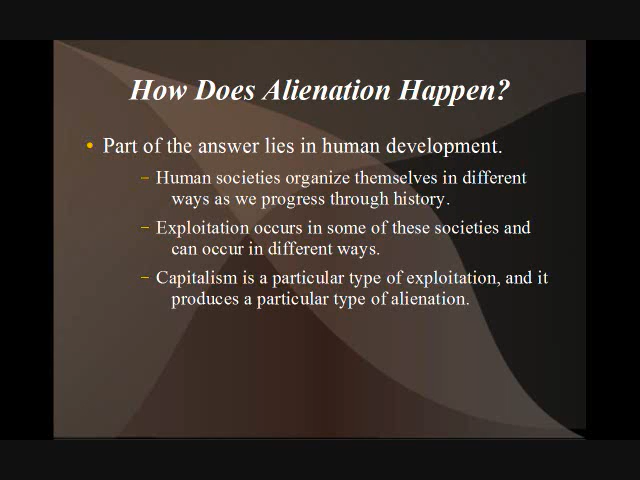 How Does Alienation Happen?
• Part of the answer lies in human development.
– Human societies organize themselves in different
ways as we progress through history.
– Exploitation occurs in some of these societies and
can occur in different ways.
– Capitalism is a particular type of exploitation, and it
produces a particular type of alienation.